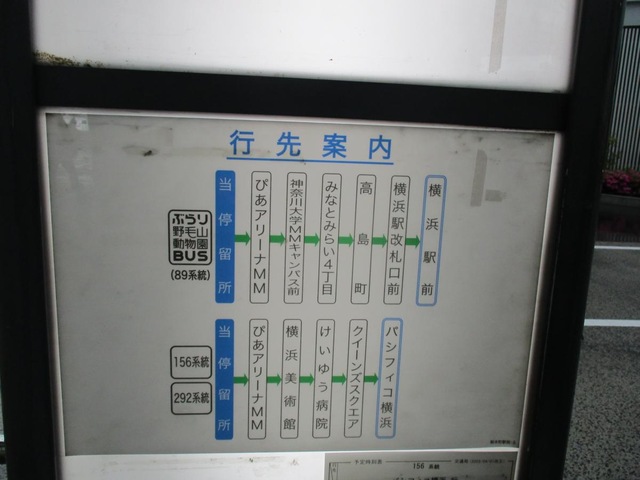 行先案内
ぶらり
野毛山
動物園
BUS
(89系統)
当停留所
ぴあアリーナMM
神奈川大学MMキャンパス前
みなとみらい4丁目
高島町
横浜駅改札口前
横浜駅前
156系統
292系統
当停留所
ぴあアリーナMM
横浜美術館
けいゆう病院
クイーンズスクエア
パシフィコ横浜
156 系統